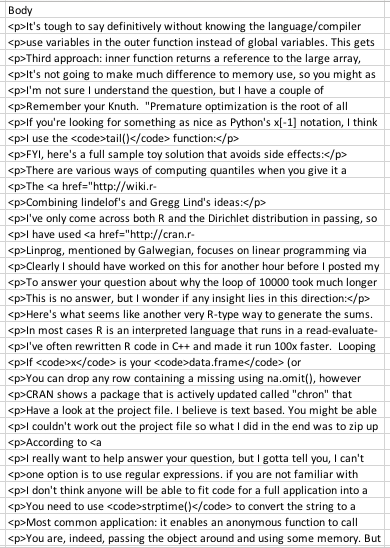 Body
<p>It's tough to say definitively without knowing the language/compiler
<p>use variables in the outer function instead of global variables. This gets
<p>Third approach: inner function returns a reference to the large array,
<p>It's not going to make much difference to memory use, so you might as
<p>I'm not sure I understand the question, but I have a couple of
<p>Remember your Knuth.  "Premature optimization is the root of all
<p>If you're looking for something as nice as Python's x[-1] notation, I think
<p>I use the <code>tail()</code> function:</p>
<p>FYI, here's a full sample toy solution that avoids side effects:</p>
<p>There are various ways of computing quantiles when you give it a
<p>The <a href="http://wiki.r-
<p>Combining lindelof's and Gregg Lind's ideas:</p>
<p>I've only come across both R and the Dirichlet distribution in passing, so
<p>I have used <a href="http://cran.r-
<p>Linprog, mentioned by Galwegian, focuses on linear programming via
<p>Clearly I should have worked on this for another hour before I posted my
<p>To answer your question about why the loop of 10000 took much longer
<p>This is no answer, but I wonder if any insight lies in this direction:</p>
<p>Here's what seems like another very R-type way to generate the sums.
<p>In most cases R is an interpreted language that runs in a read-evaluate-
<p>I've often rewritten R code in C++ and made it run 100x faster.  Looping
<p>If <code>x</code> is your <code>data.frame</code> (or
<p>You can drop any row containing a missing using na.omit(), however
<p>CRAN shows a package that is actively updated called "chron" that
<p>Have a look at the project file. I believe is text based. You might be able
<p>I couldn't work out the project file so what I did in the end was to zip up
<p>According to <a
<p>I really want to help answer your question, but I gotta tell you, I can't
<p>one option is to use regular expressions. if you are not familiar with
<p>I don't think anyone will be able to fit code for a full application into a
<p>You need to use <code>strptime()</code> to convert the string to a
<p>Most common application: it enables an anonymous function to call
<p>You are, indeed, passing the object around and using some memory. But